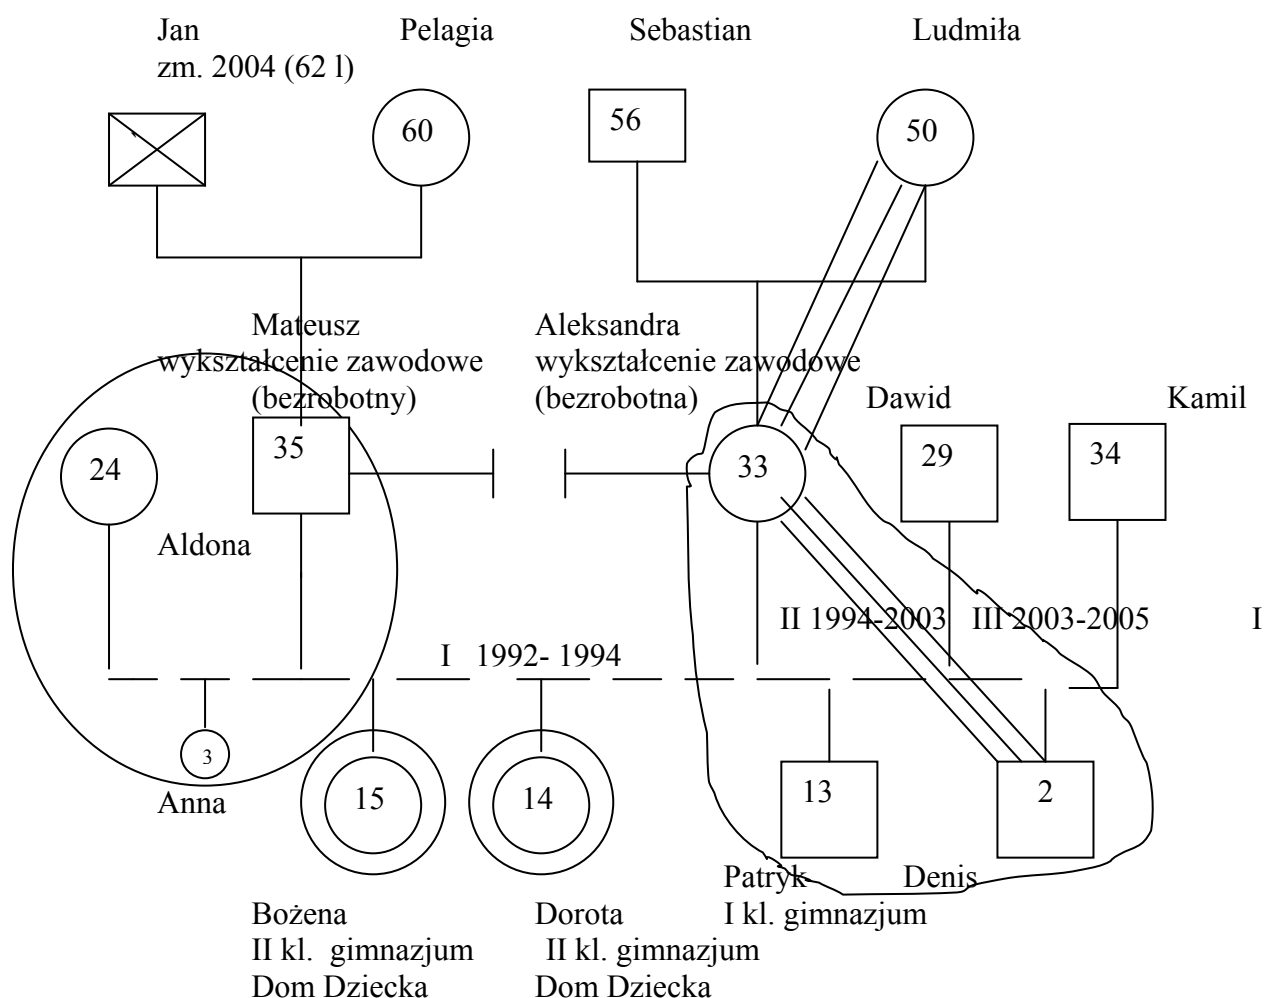 Jan Pelagia Sebastian Ludmiła
zm. 2004 (62 l)
60 56 50
Mateusz Aleksandra
wykształcenie zawodowe wykształcenie zawodowe
(bezrobotny) (bezrobotna) Dawid Kamil
24 35 33 29 34
Aldona
II 1994-2003 III 2003-2005 I
I 1992- 1994
3 15 14 13 2
Anna
Patryk- Denis
Bożena Dorota I kl. gimnazjum
II kl. gimnazjum II kl. gimnazjum
Dom Dziecka Dom Dziecka